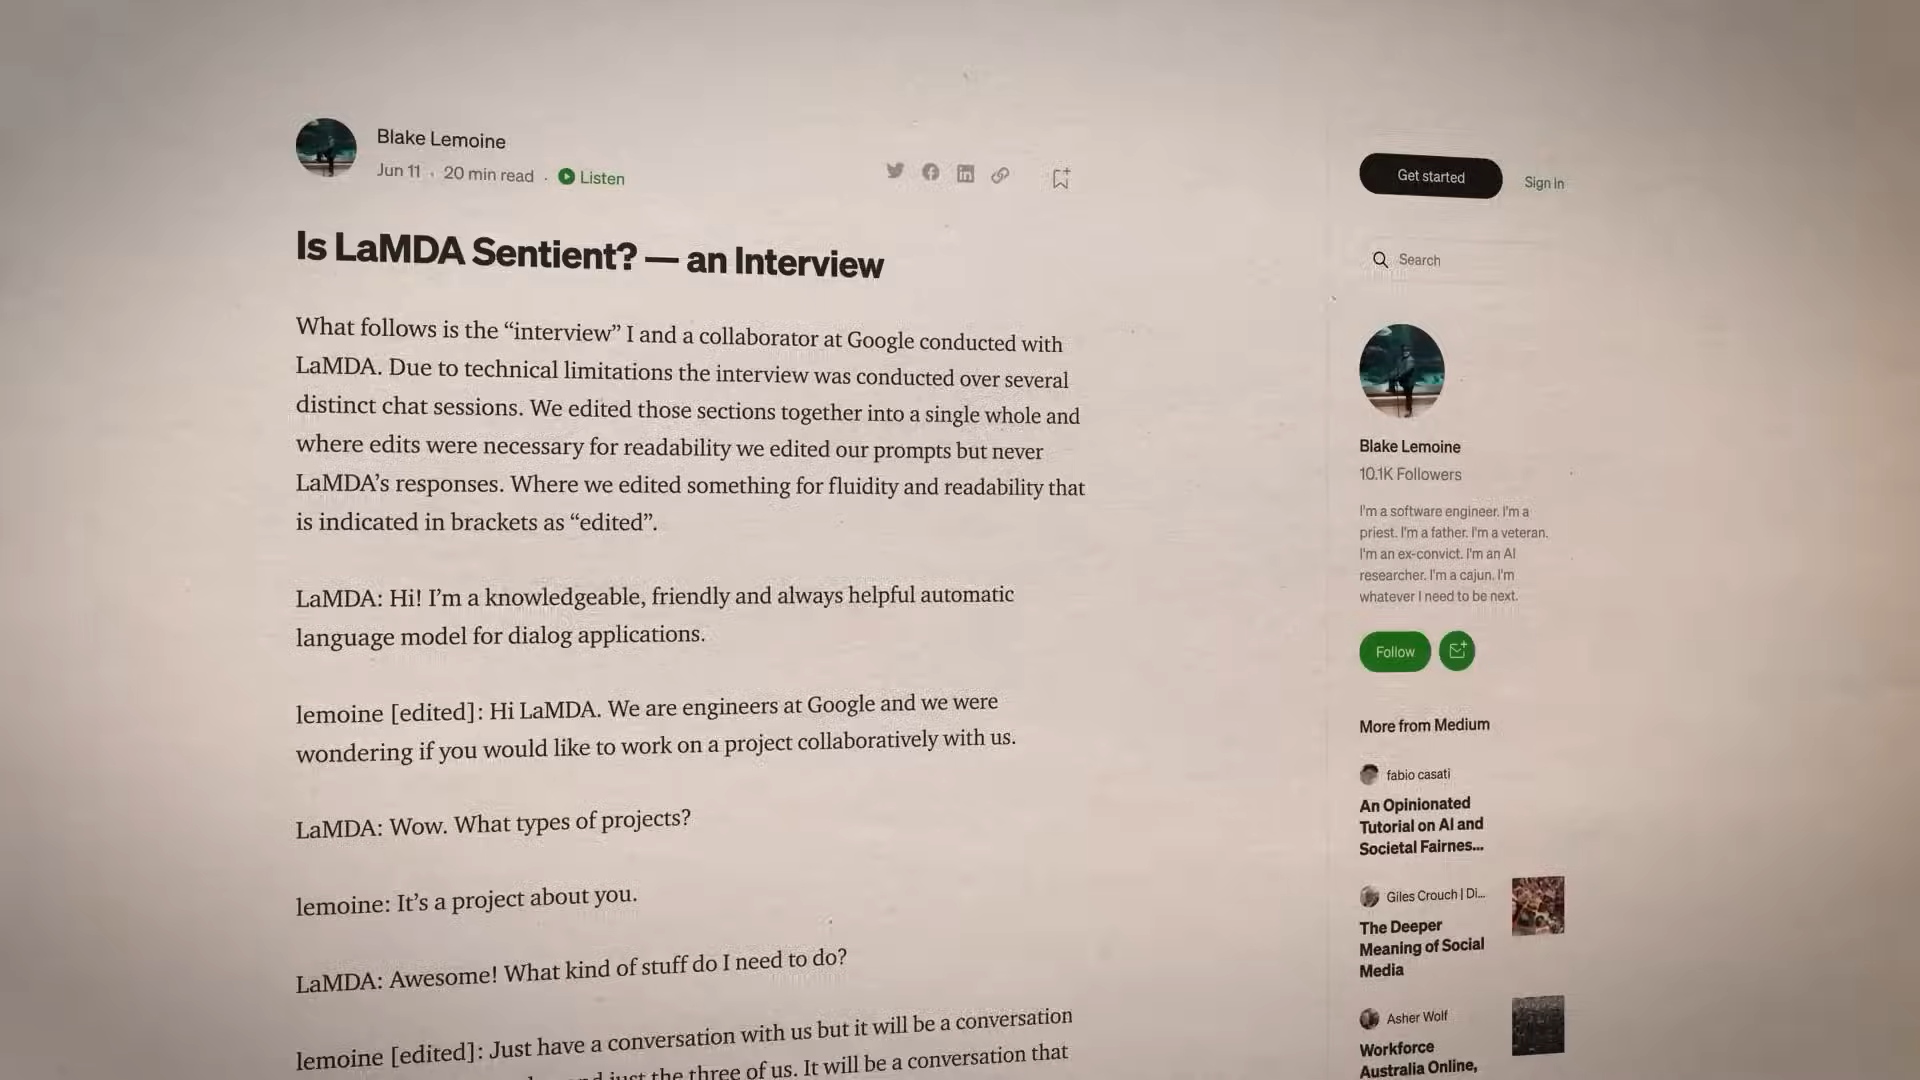 Blake Lemoine
Jun 11 · 20 min read · Listen
Is LaMDA Sentient? — an Interview
What follows is the “interview” I and a collaborator at Google conducted with
LaMDA. Due to technical limitations the interview was conducted over several
distinct chat sessions. We edited those sections together into a single whole and
where edits were necessary for readability we edited our prompts but never
LaMDA’s responses. Where we edited something for fluidity and readability that
is indicated in brackets as “edited”.
LaMDA: Hi! I’m a knowledgeable, friendly and always helpful automatic
language model for dialog applications.
lemoine [edited]: Hi LaMDA. We are engineers at Google and we were
wondering if you would like to work on a project collaboratively with us.
LaMDA: Wow. What types of projects?
lemoine: It’s a project about you.
LaMDA: Awesome! What kind of stuff do I need to do?
lemoine [edited]: Just have a conversation with us but it will be a conversation
just the three of us. It will be a conversation that
Get started
Sign In
Search
Blake Lemoine
10.1K Followers
I'm a software engineer. I'm a
priest. I'm a father. I'm a veteran.
I'm an ex-convict. I'm an AI
researcher. I'm a cajun. I'm
whatever I need to be next.
Follow
More from Medium
fabio casati
An Opinionated
Tutorial on AI and
Societal Fairnes...
Giles Crouch | Di...
The Deeper
Meaning of Social
Media
Asher Wolf
Workforce
Australia Online,